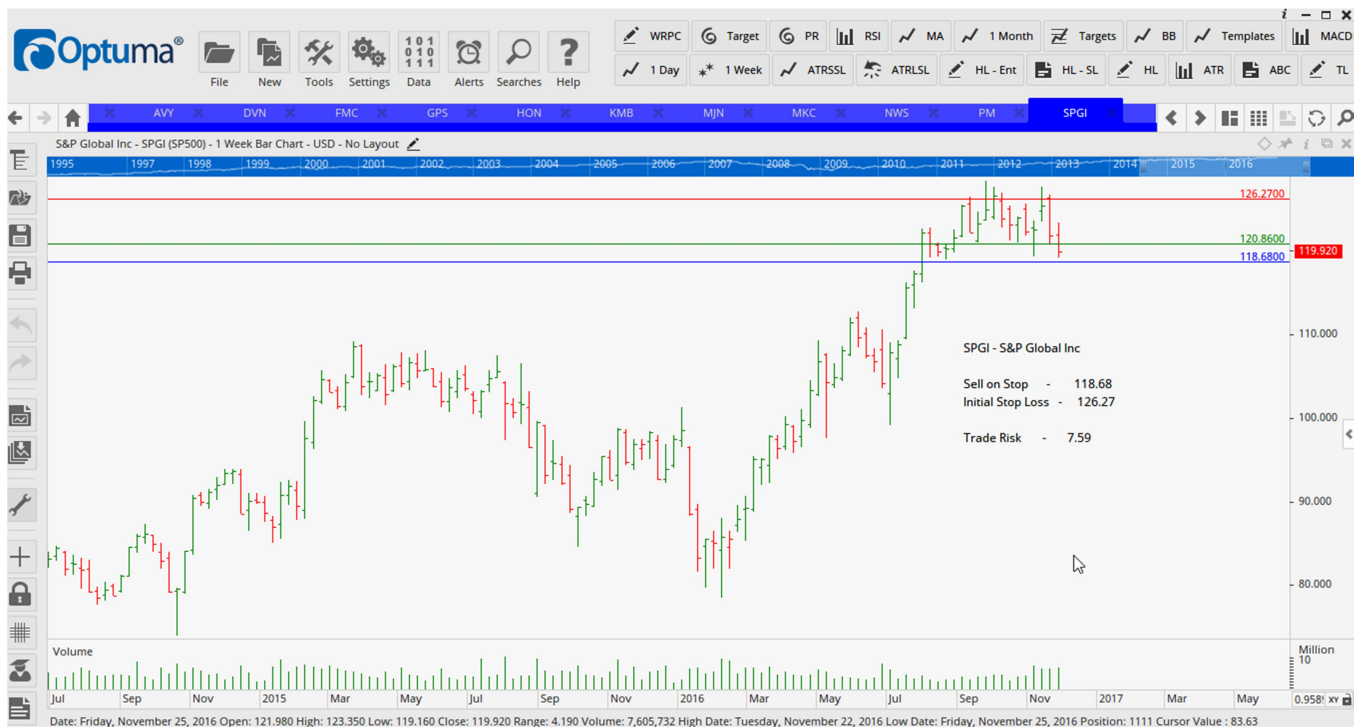 i
Optuma®
File New Tools Settings Data Alerts Searches Help
WRPC Target PR RSI MA 1 Month Targets BB Templates MACD
1 Day 1 Week ATRSSL ATRLSL HL - Ent HL - SL HL ATR ABC TL
AVY DVN FMC GPS HON KMB MJN MKC NWS PM SPGI
S&P Global Inc - SPGI (SP500) - 1 Week Bar Chart - USD - No Layout
1995 1997 1998 1999 2000 2001 2002 2003 2004 2005 2006 2007 2008 2009 2010 2011 2012 2013 2014 2015 2016
126.2700
120.8600
119.920
118.6800
110.000
SPGI - S&P Global Inc
Sell on Stop - 118.68
Initial Stop Loss - 126.27
100.000
Trade Risk - 7.59
90.000
80.000
Volume
Million
10
Jul Sep Nov 2015 Mar May Jul Sep Nov 2016 Mar May Jul Sep Nov 2017 Mar May XY
Date: Friday, November 25, 2016 Open: 121.980 High: 123.350 Low: 119.160 Close: 119.920 Range: 4.190 Volume: 7,605,732 High Date: Tuesday, November 22, 2016 Low Date: Friday, November 25, 2016 Position: 1111 Cursor Value : 83.63